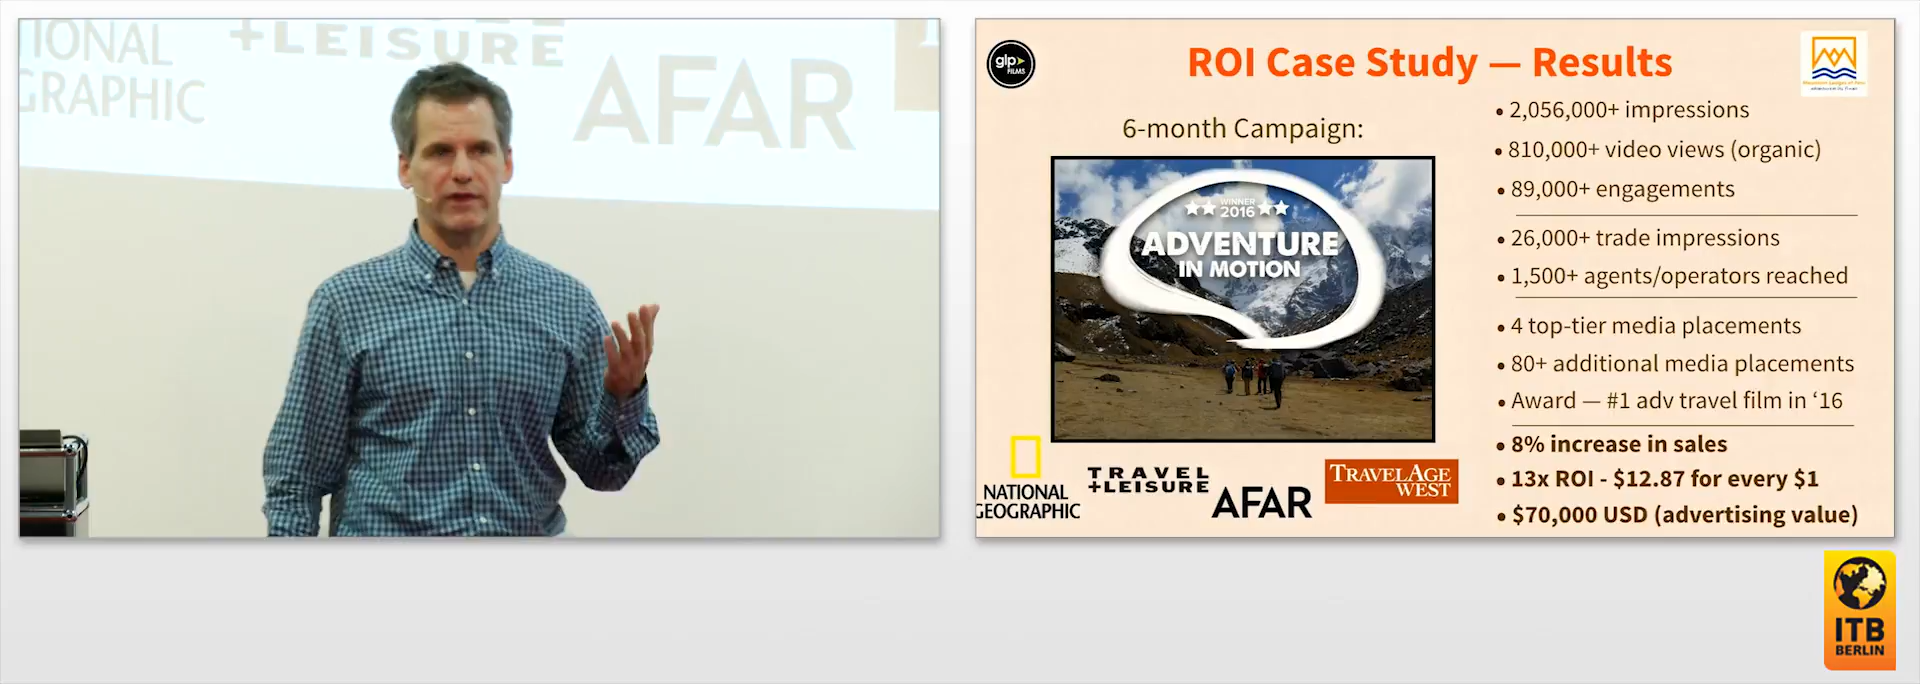 TIONAL
GRAPHIC
+LEISURE
AFAR
glp
FILMS
ROI Case Study — Results
6-month Campaign:
WINNER
2016
ADVENTURE
IN MOTION
NATIONAL
GEOGRAPHIC
TRAVEL
+LEISURE
AFAR
TRAVELAGE
WEST
• 2,056,000+ impressions
• 810,000+ video views (organic)
• 89,000+ engagements
• 26,000+ trade impressions
• 1,500+ agents/operators reached
• 4 top-tier media placements
• 80+ additional media placements
• Award — #1 adv travel film in ‘16
• 8% increase in sales
• 13x ROI - $12.87 for every $1
• $70,000 USD (advertising value)
ITB
BERLIN